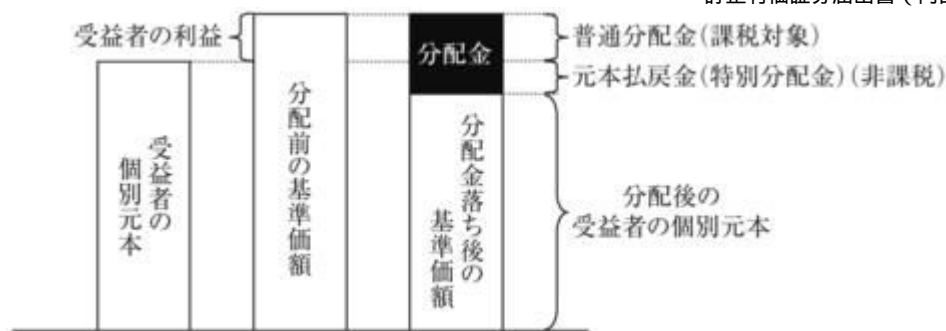 受益者の利益
分配金
普通分配金(課税対象)
元本払戻金(特別分配金)(非課税)
受益者の
個別元本
分配前の基準価額
分配金落ち後の
基準価額
分配後の
受益者の個別元本